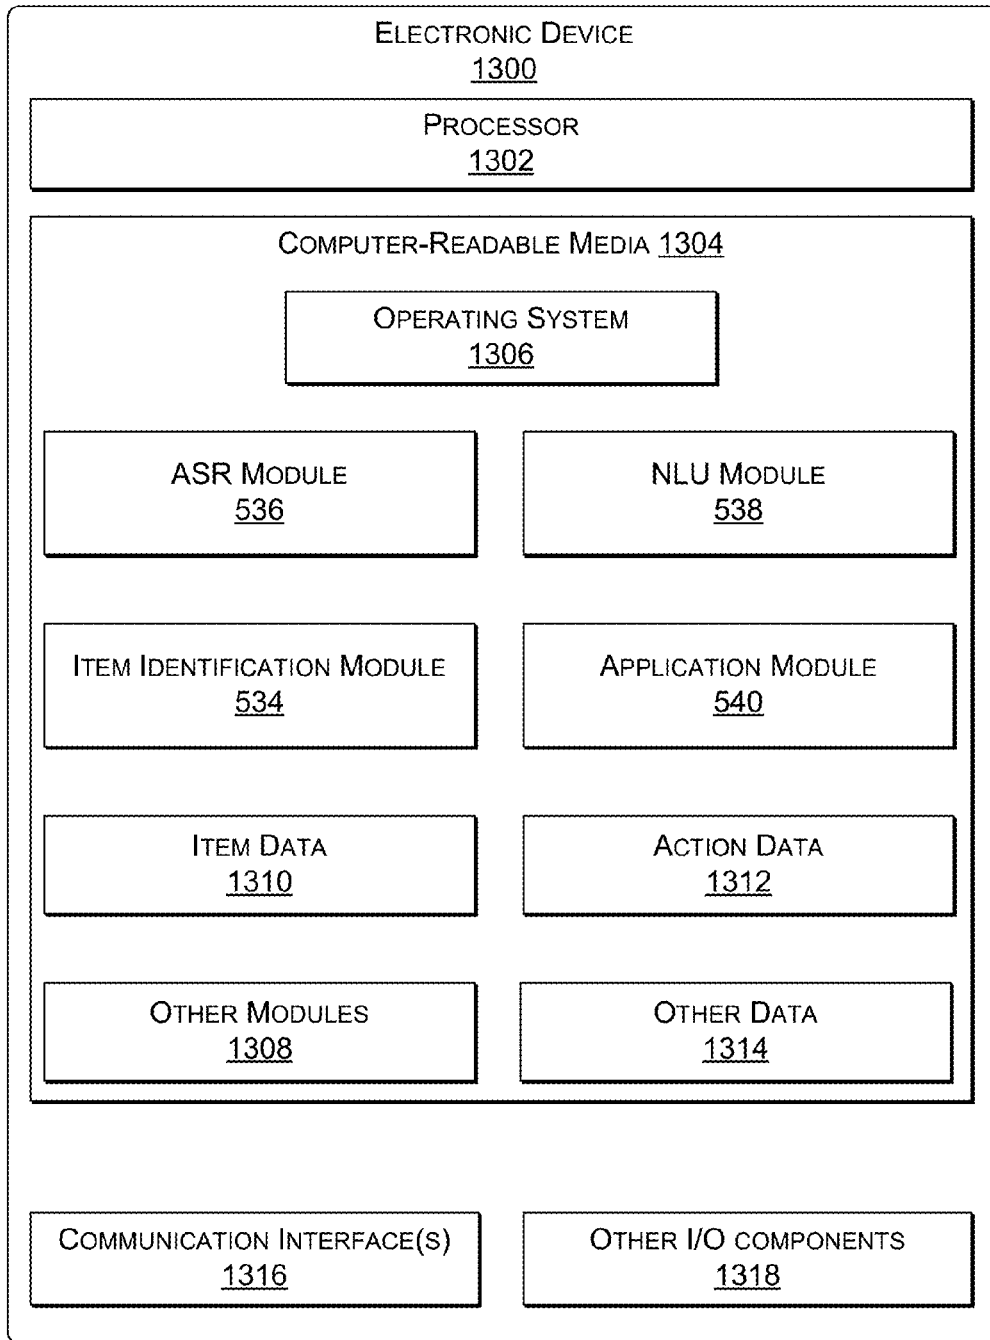 ELECTRONIC DEVICE
1300
PROCESSOR
1302
COMPUTER-READABLE MEDIA 1304
OPERATING SYSTEM
1306
ASR MODULE
536
NLU MODULE
538
ITEM IDENTIFICATION MODULE
534
APPLICATION MODULE
540
ITEM DATA
1310
ACTION DATA
1312
OTHER MODULES
1308
OTHER DATA
1314
COMMUNICATION INTERFACE(S)
1316
OTHER I/O COMPONENTS
1318